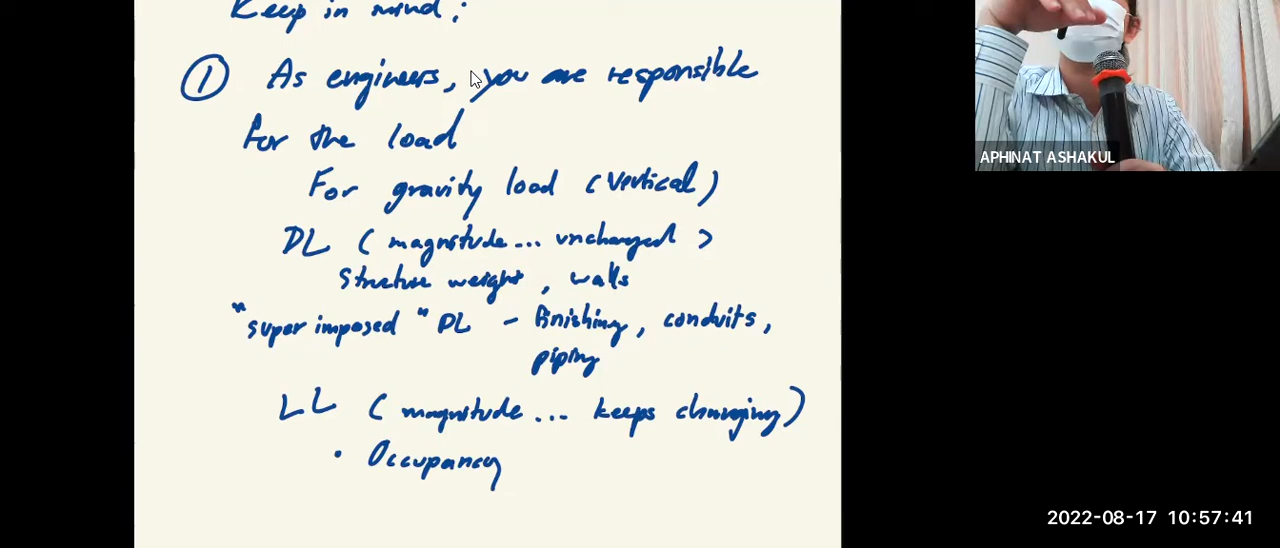 Keep in mind;
① As engineers, you are responsible
for the load
For gravity load (vertical)
DL (magnitude... unchanged)
structure weight, walls
"super imposed" DL - finishing, conduits,
piping
LL (magnitude... keeps changing)
• Occupancy
APHINAT ASHAKUL
2022-08-17 10:57:41